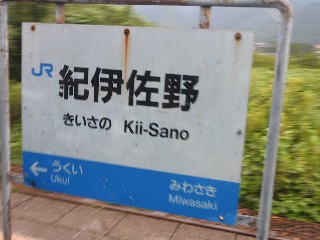 JR 紀伊佐野
きいさの Kii-Sano
←うくい
Ukui
みわさき
Miwasaki